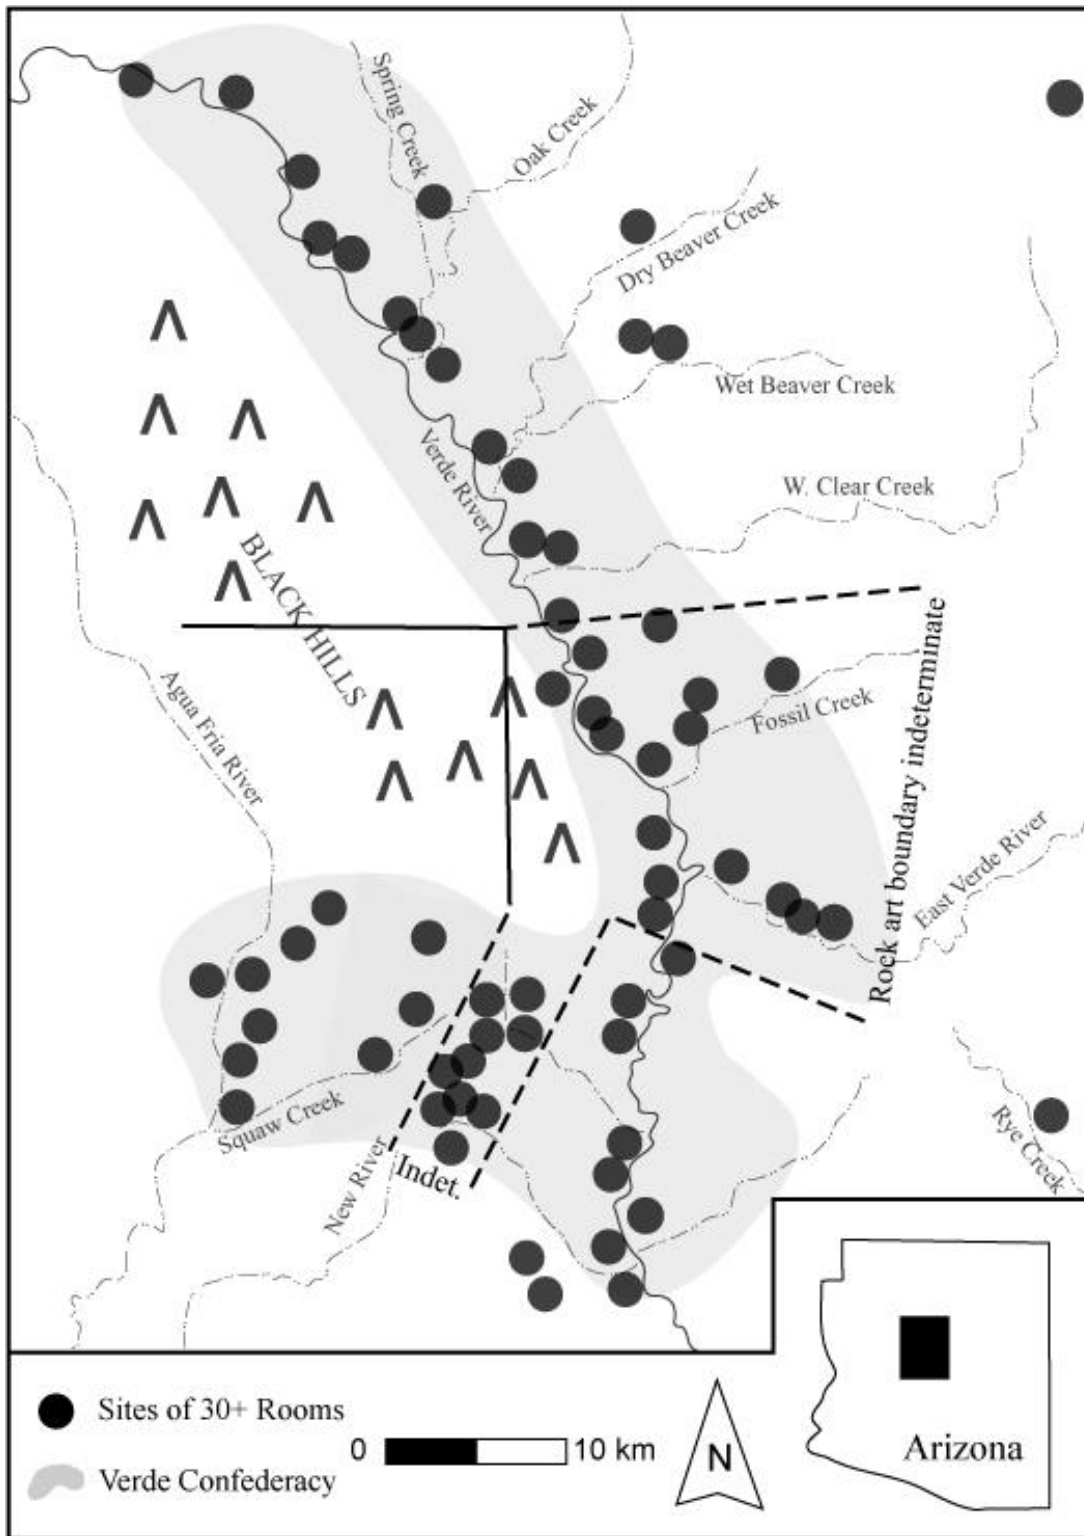 Spring Creek
Oak Creek
Dry Beaver Creek
Wet Beaver Creek
Verde River
W. Clear Creek
BLACK HILLS
Agua Fria River
Fossil Creek
Rock art boundary indeterminate
East Verde River
Squaw Creek
New River
Indet.
Rye Creek
Sites of 30+ Rooms
Verde Confederacy
0 10 km
N
Arizona